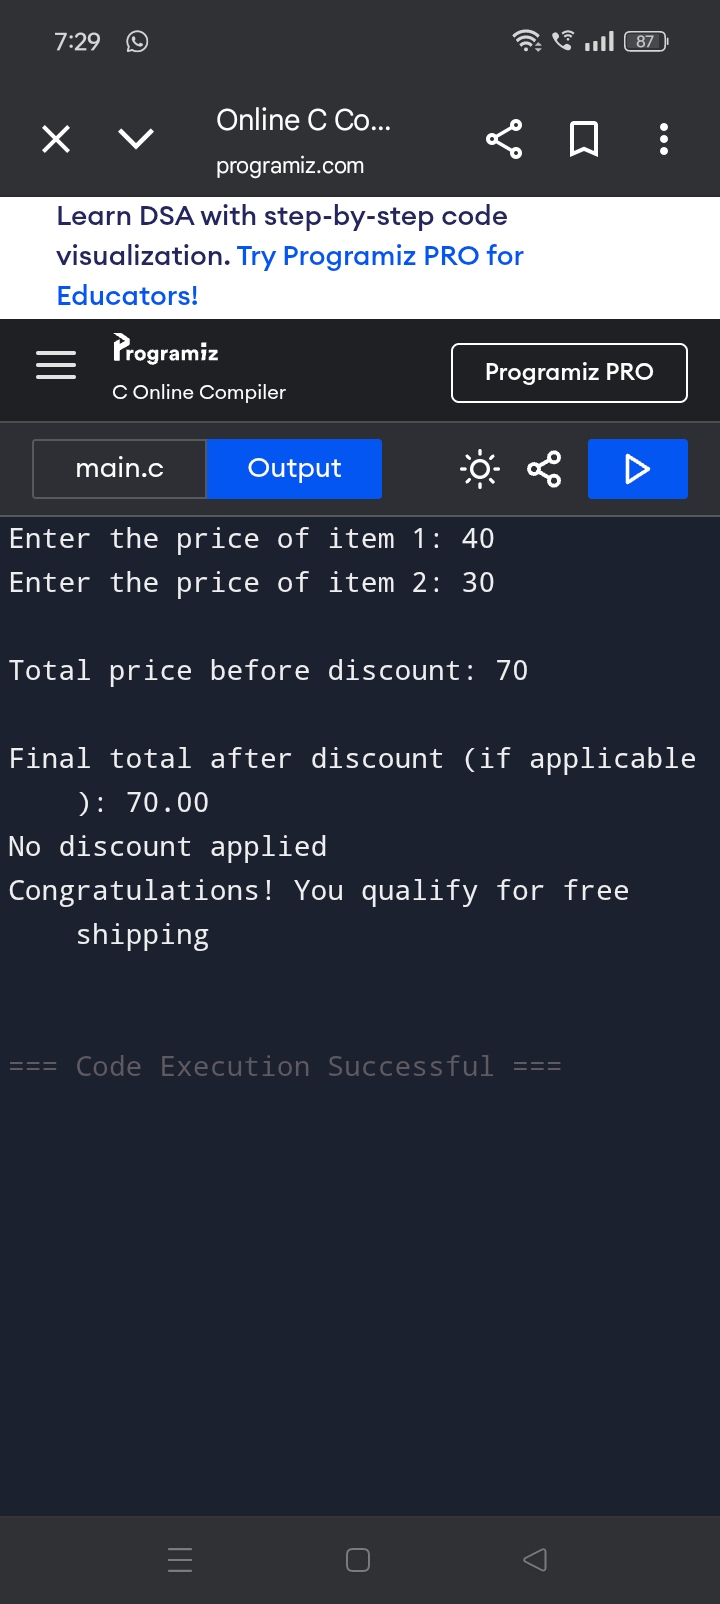 7:29
87
Online C Co...
programiz.com
Learn DSA with step-by-step code
visualization. Try Programiz PRO for
Educators!
Programiz
C Online Compiler
Programiz PRO
main.c
Output
Enter the price of item 1: 40
Enter the price of item 2: 30
Total price before discount: 70
Final total after discount (if applicable
): 70.00
No discount applied
Congratulations! You qualify for free
shipping
=== Code Execution Successful ===